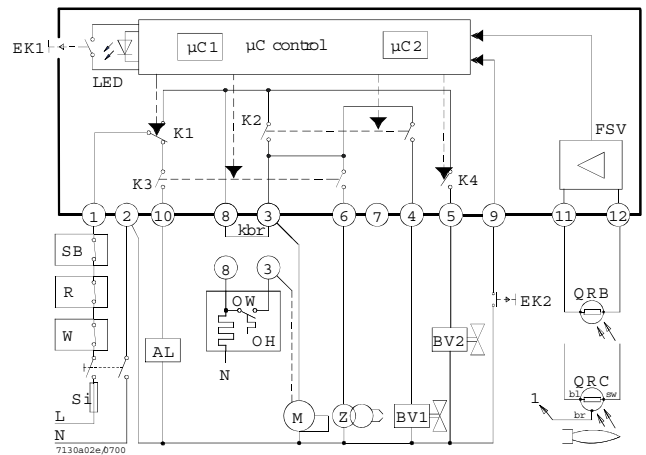 µC1 µC control µC2
EK1
LED
FSV
K1 K2
K3 K4
1 2 10 8 3 6 7 4 5 9 11 12
kbr
SB
8 3
R
OW
EK2
QRB
W
OH
BV2
AL
N
QRC
bl sw
1
br
Si
L
M Z BV1
N
7130a02e/0700